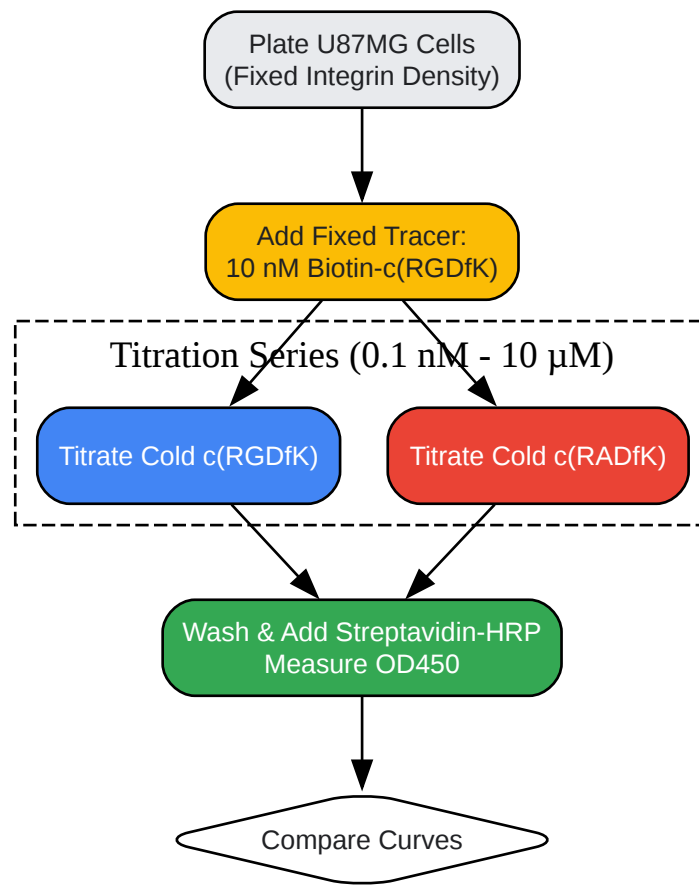 Plate U87MG Cells
(Fixed Integrin Density)
Add Fixed Tracer:
10 nM Biotin-c(RGDfK)
Titration Series (0.1 nM - 10 µM)
Titrate Cold c(RGDfK)
Titrate Cold c(RADfK)
Wash & Add Streptavidin-HRP
Measure OD450
Compare Curves